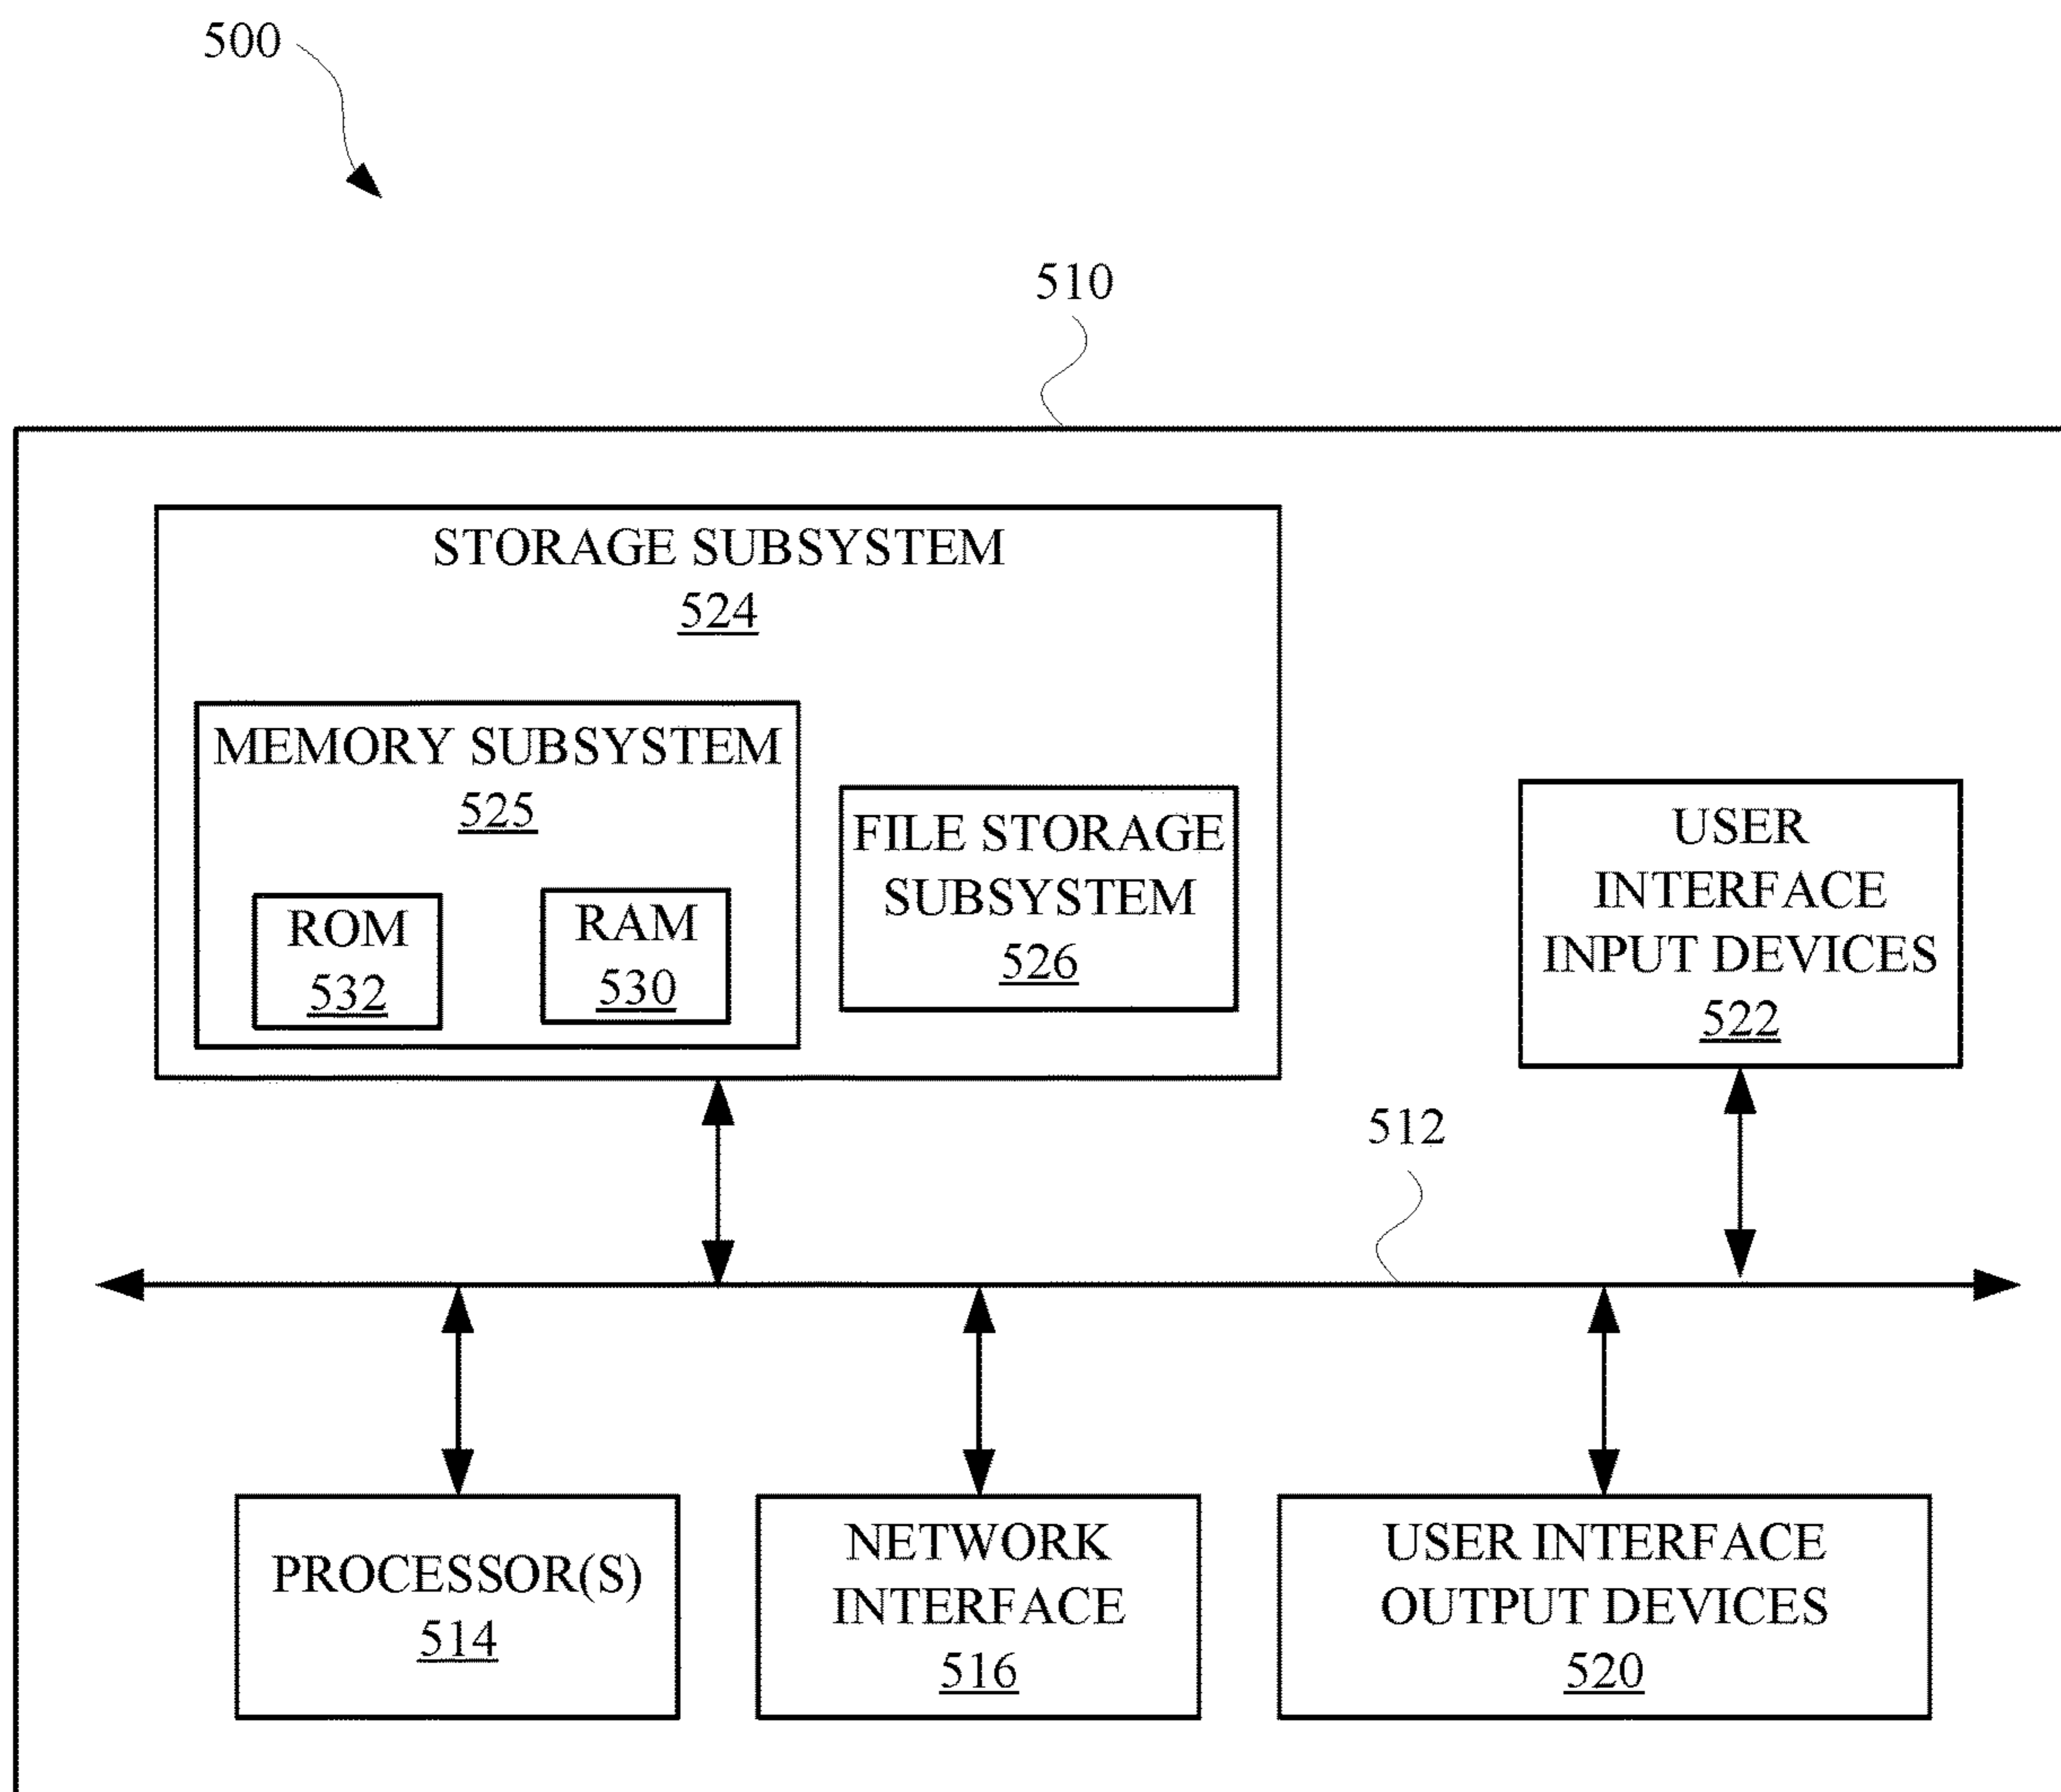 500
510
STORAGE SUBSYSTEM
524
MEMORY SUBSYSTEM
525
ROM
532
RAM
530
FILE STORAGE
SUBSYSTEM
526
USER
INTERFACE
INPUT DEVICES
522
512
PROCESSOR(S)
514
NETWORK
INTERFACE
516
USER INTERFACE
OUTPUT DEVICES
520